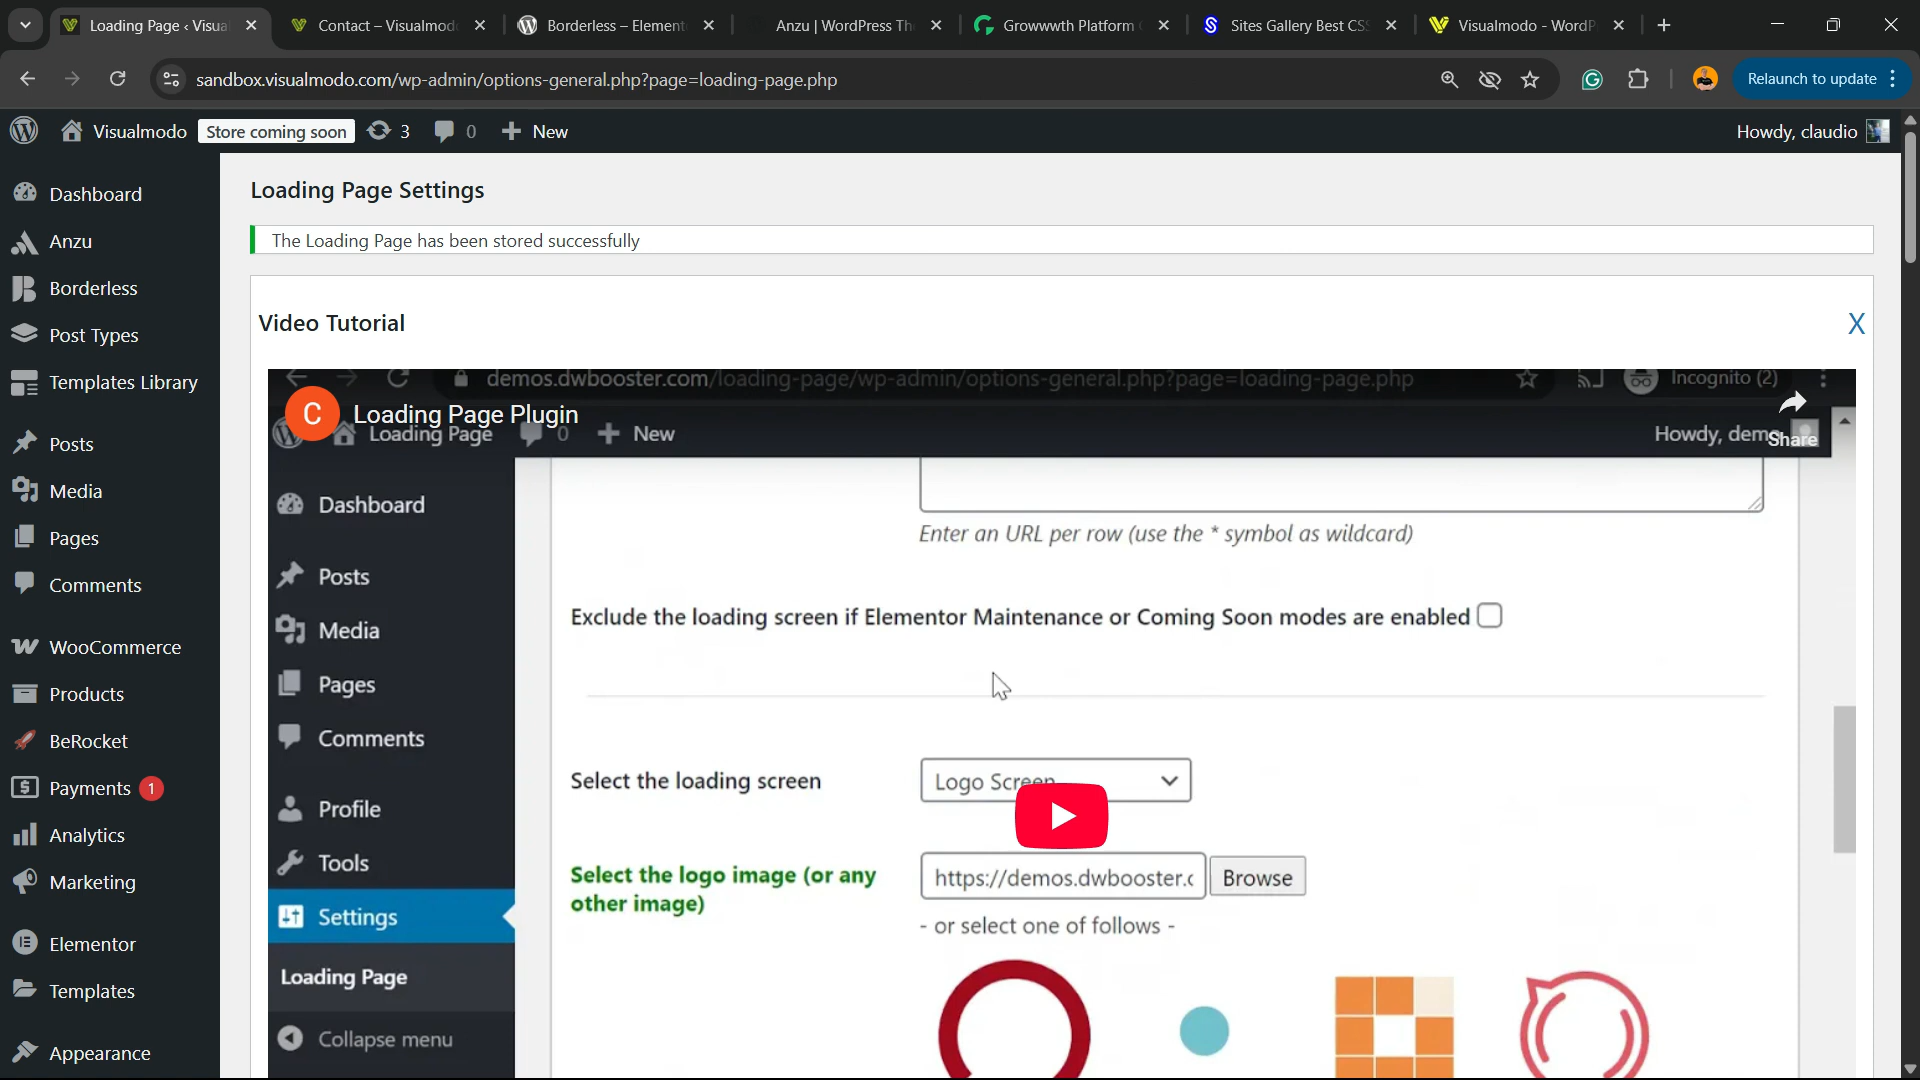 Loading Page ‹ Visua
Contact – Visualmod
Borderless – Element
Anzu | WordPress Th
Growwwth Platform
Sites Gallery Best CSS
Visualmodo - WordP
sandbox.visualmodo.com/wp-admin/options-general.php?page=loading-page.php
Relaunch to update
Visualmodo
Store coming soon
3
0
New
Howdy, claudio
Dashboard
Anzu
Borderless
Post Types
Templates Library
Posts
Media
Pages
Comments
WooCommerce
Products
BeRocket
Payments 1
Analytics
Marketing
Elementor
Templates
Appearance
Loading Page Settings
The Loading Page has been stored successfully
Video Tutorial
X
demos.dwbooster.com/loading-page/wp-admin/options-general.php?page=loading-page.php
Incognito (2)
C
Loading Page Plugin
Share
Loading Page
0
New
Howdy, demo
Dashboard
Posts
Media
Pages
Comments
Profile
Tools
Settings
Loading Page
Collapse menu
Enter an URL per row (use the * symbol as wildcard)
Exclude the loading screen if Elementor Maintenance or Coming Soon modes are enabled
Select the loading screen
Logo Screen
Select the logo image (or any
other image)
https://demos.dwbooster.c
Browse
- or select one of follows -